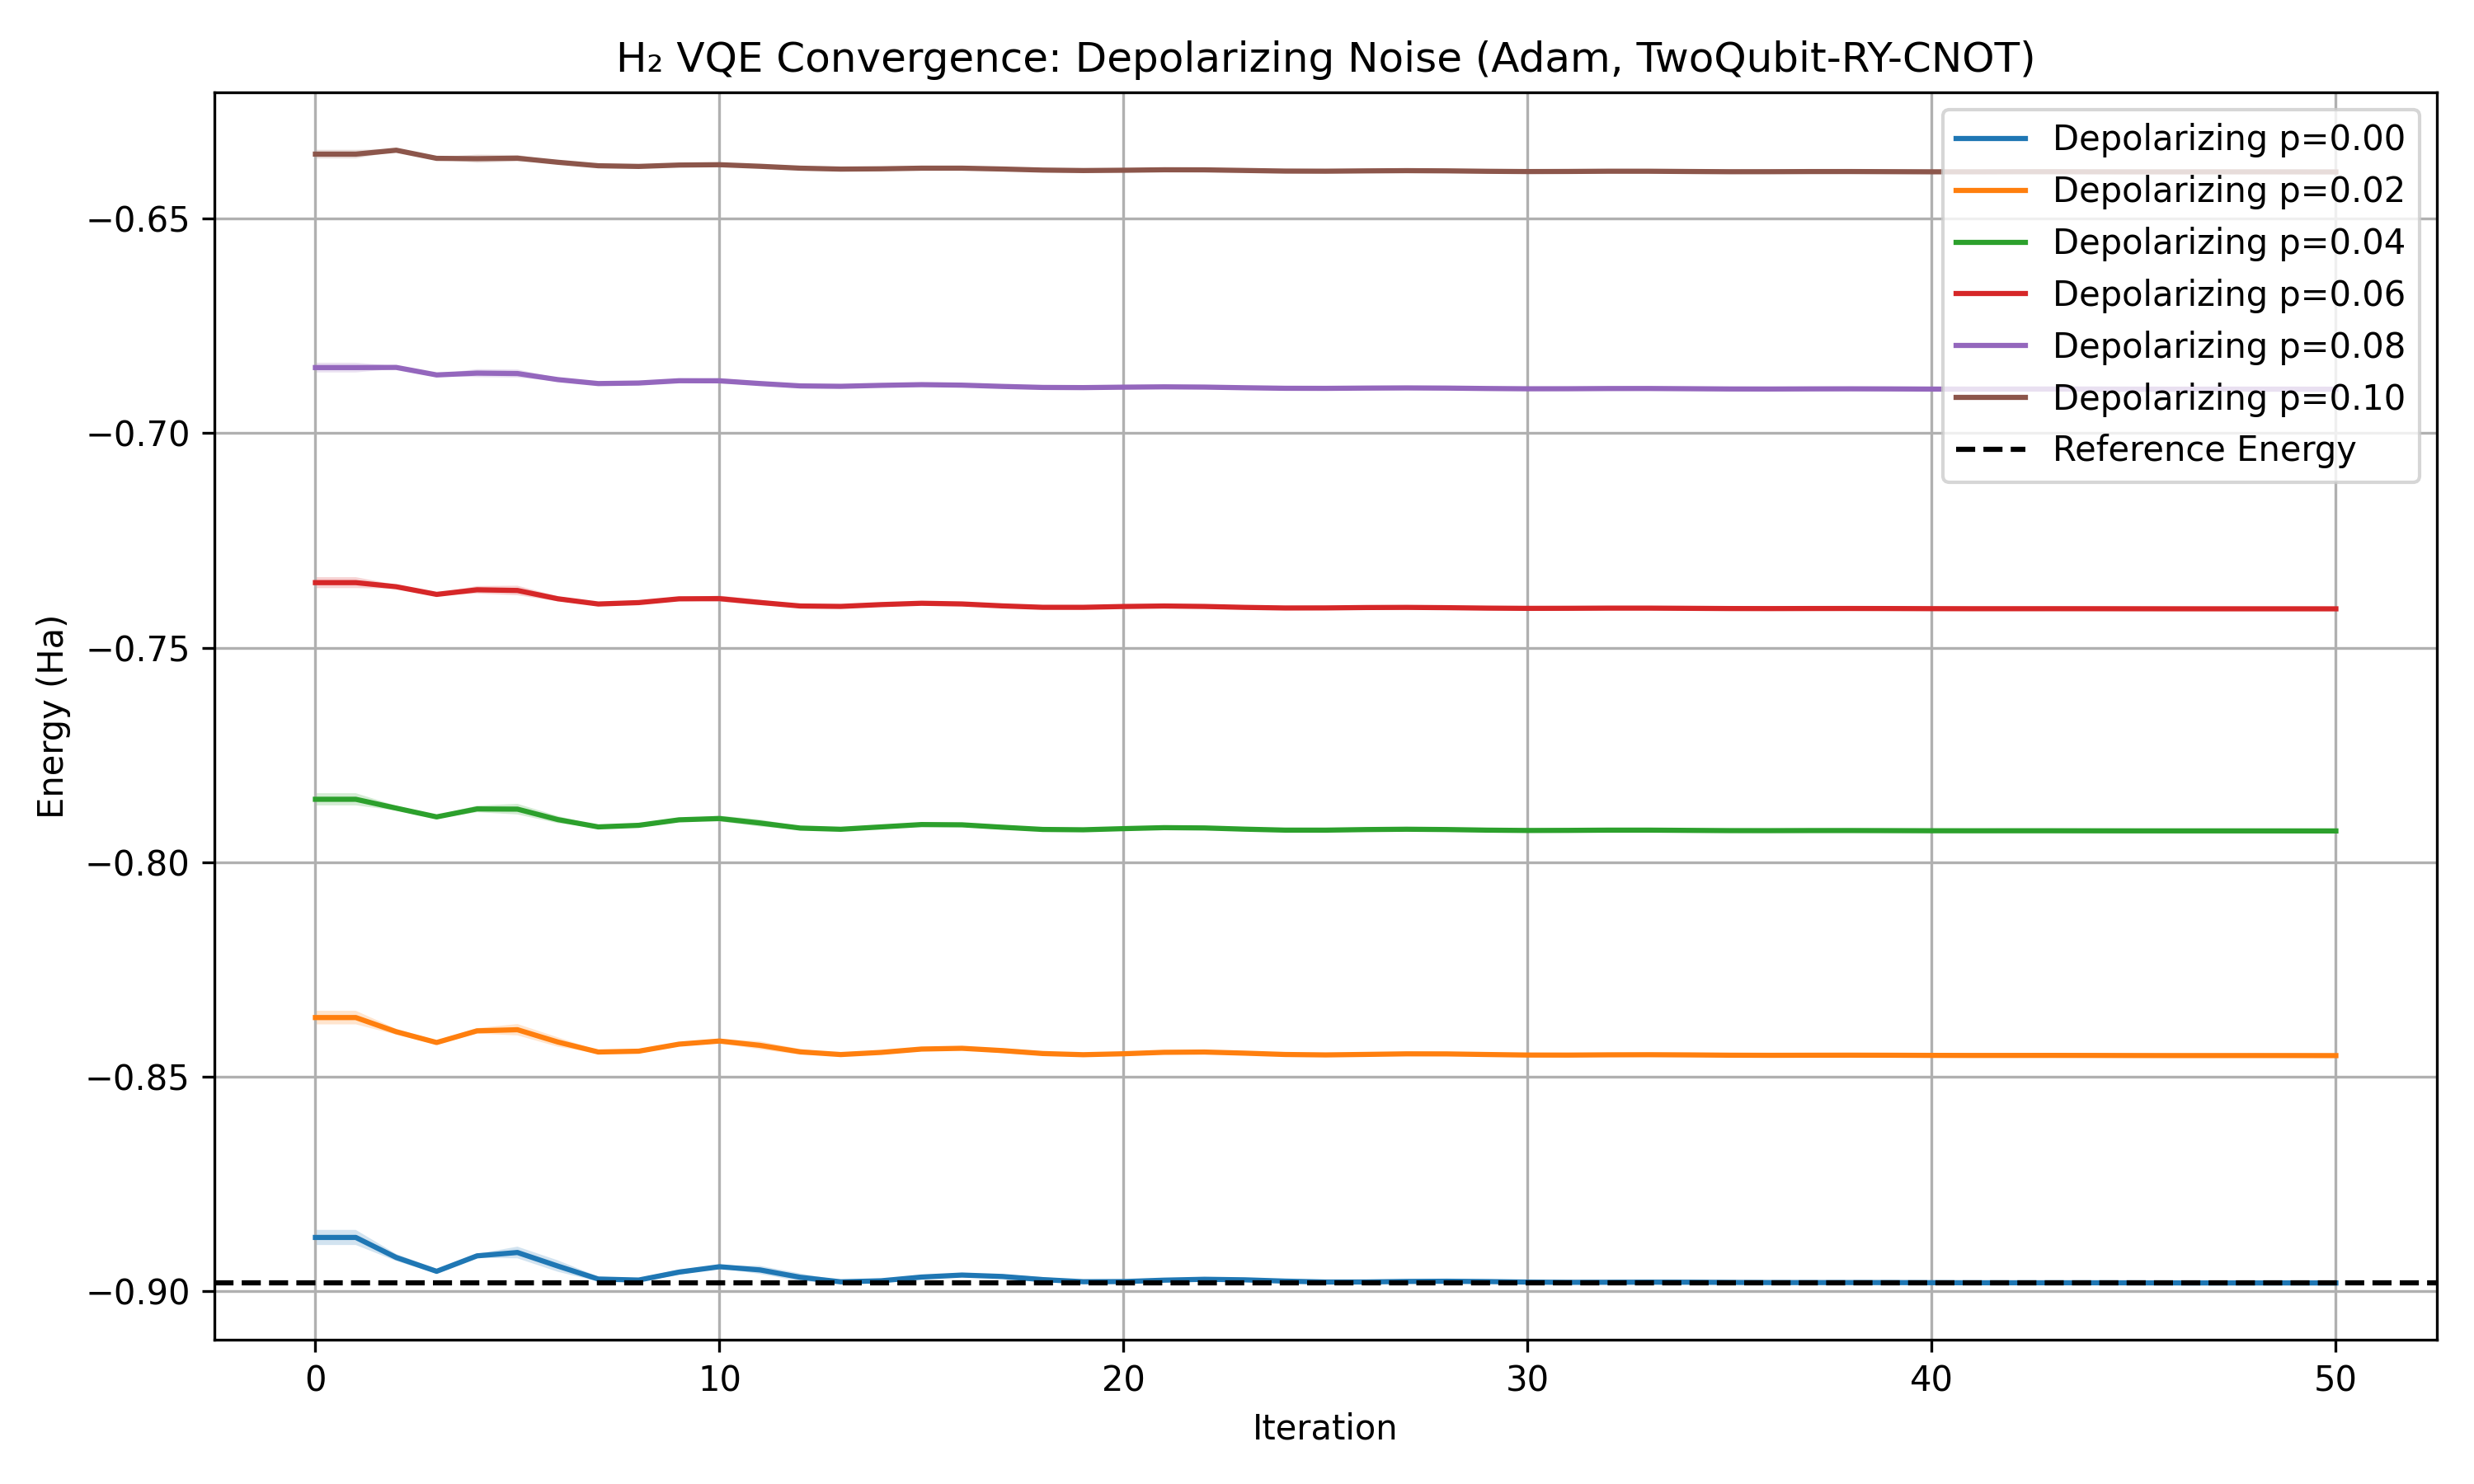 H₂ VQE Convergence: Depolarizing Noise (Adam, TwoQubit-RY-CNOT)
Depolarizing p=0.00
Depolarizing p=0.02
Depolarizing p=0.04
Depolarizing p=0.06
Depolarizing p=0.08
Depolarizing p=0.10
Reference Energy
Energy (Ha)
−0.65
−0.70
−0.75
−0.80
−0.85
−0.90
0 10 20 30 40 50
Iteration